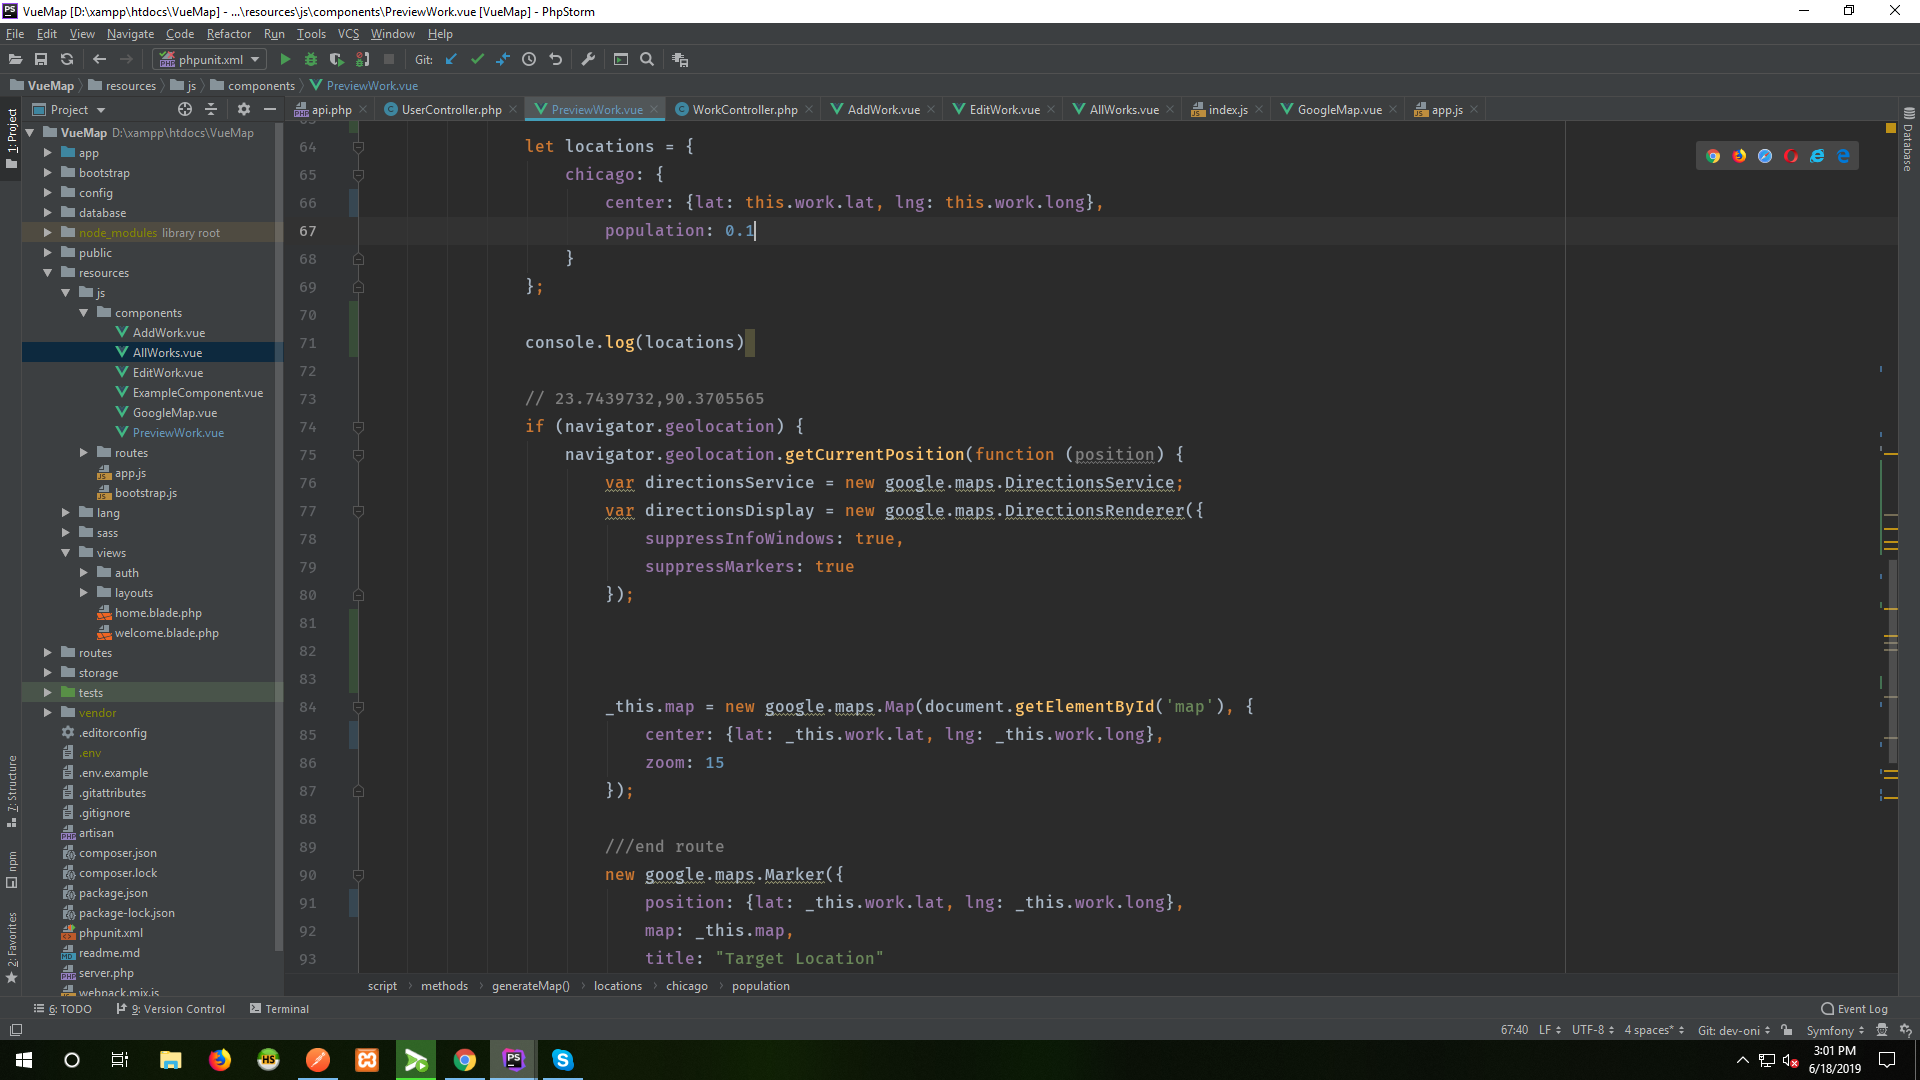 VueMap [D:\xampp\htdocs\VueMap] - ...\resources\js\components\PreviewWork.vue [VueMap] - PhpStorm
File Edit View Navigate Code Refactor Run Tools VCS Window Help
phpunit.xml Git:
VueMap resources js components PreviewWork.vue
Project
api.php UserController.php PreviewWork.vue WorkController.php AddWork.vue EditWork.vue AllWorks.vue index.js GoogleMap.vue app.js
1: Project
7: Structure
npm
2: Favorites
Database
VueMap D:\xampp\htdocs\VueMap
app
bootstrap
config
database
node_modules library root
public
resources
js
components
AddWork.vue
AllWorks.vue
EditWork.vue
ExampleComponent.vue
GoogleMap.vue
PreviewWork.vue
routes
app.js
bootstrap.js
lang
sass
views
auth
layouts
home.blade.php
welcome.blade.php
routes
storage
tests
vendor
.editorconfig
.env
.env.example
.gitattributes
.gitignore
artisan
composer.json
composer.lock
package.json
package-lock.json
phpunit.xml
readme.md
server.php
webpack.mix.js
64 let locations = {
65 chicago: {
66 center: {lat: this.work.lat, lng: this.work.long},
67 population: 0.1
68 }
69 };
70
71 console.log(locations)
72
73 // 23.7439732,90.3705565
74 if (navigator.geolocation) {
75 navigator.geolocation.getCurrentPosition(function (position) {
76 var directionsService = new google.maps.DirectionsService;
77 var directionsDisplay = new google.maps.DirectionsRenderer({
78 suppressInfoWindows: true,
79 suppressMarkers: true
80 });
81
82
83
84 _this.map = new google.maps.Map(document.getElementById('map'), {
85 center: {lat: _this.work.lat, lng: _this.work.long},
86 zoom: 15
87 });
88
89 ///end route
90 new google.maps.Marker({
91 position: {lat: _this.work.lat, lng: _this.work.long},
92 map: _this.map,
93 title: "Target Location"
script methods generateMap() locations chicago population
6: TODO 9: Version Control Terminal Event Log
67:40 LF UTF-8 4 spaces* Git: dev-oni Symfony
3:01 PM
6/18/2019